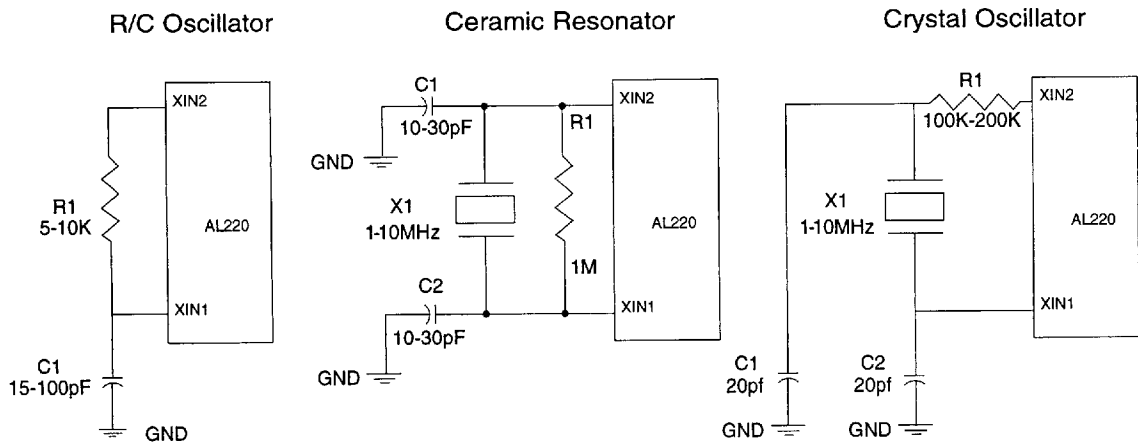 R/C Oscillator
XIN2
R1
5-10K
AL220
XIN1
C1
15-100pF
GND
Ceramic Resonator
C1
10-30pF
XIN2
R1
GND
X1
1-10MHz
AL220
1M
C2
XIN1
10-30pF
GND
Crystal Oscillator
R1
XIN2
100K-200K
X1
1-10MHz
AL220
XIN1
C1
20pf
C2
20pf
GND
GND